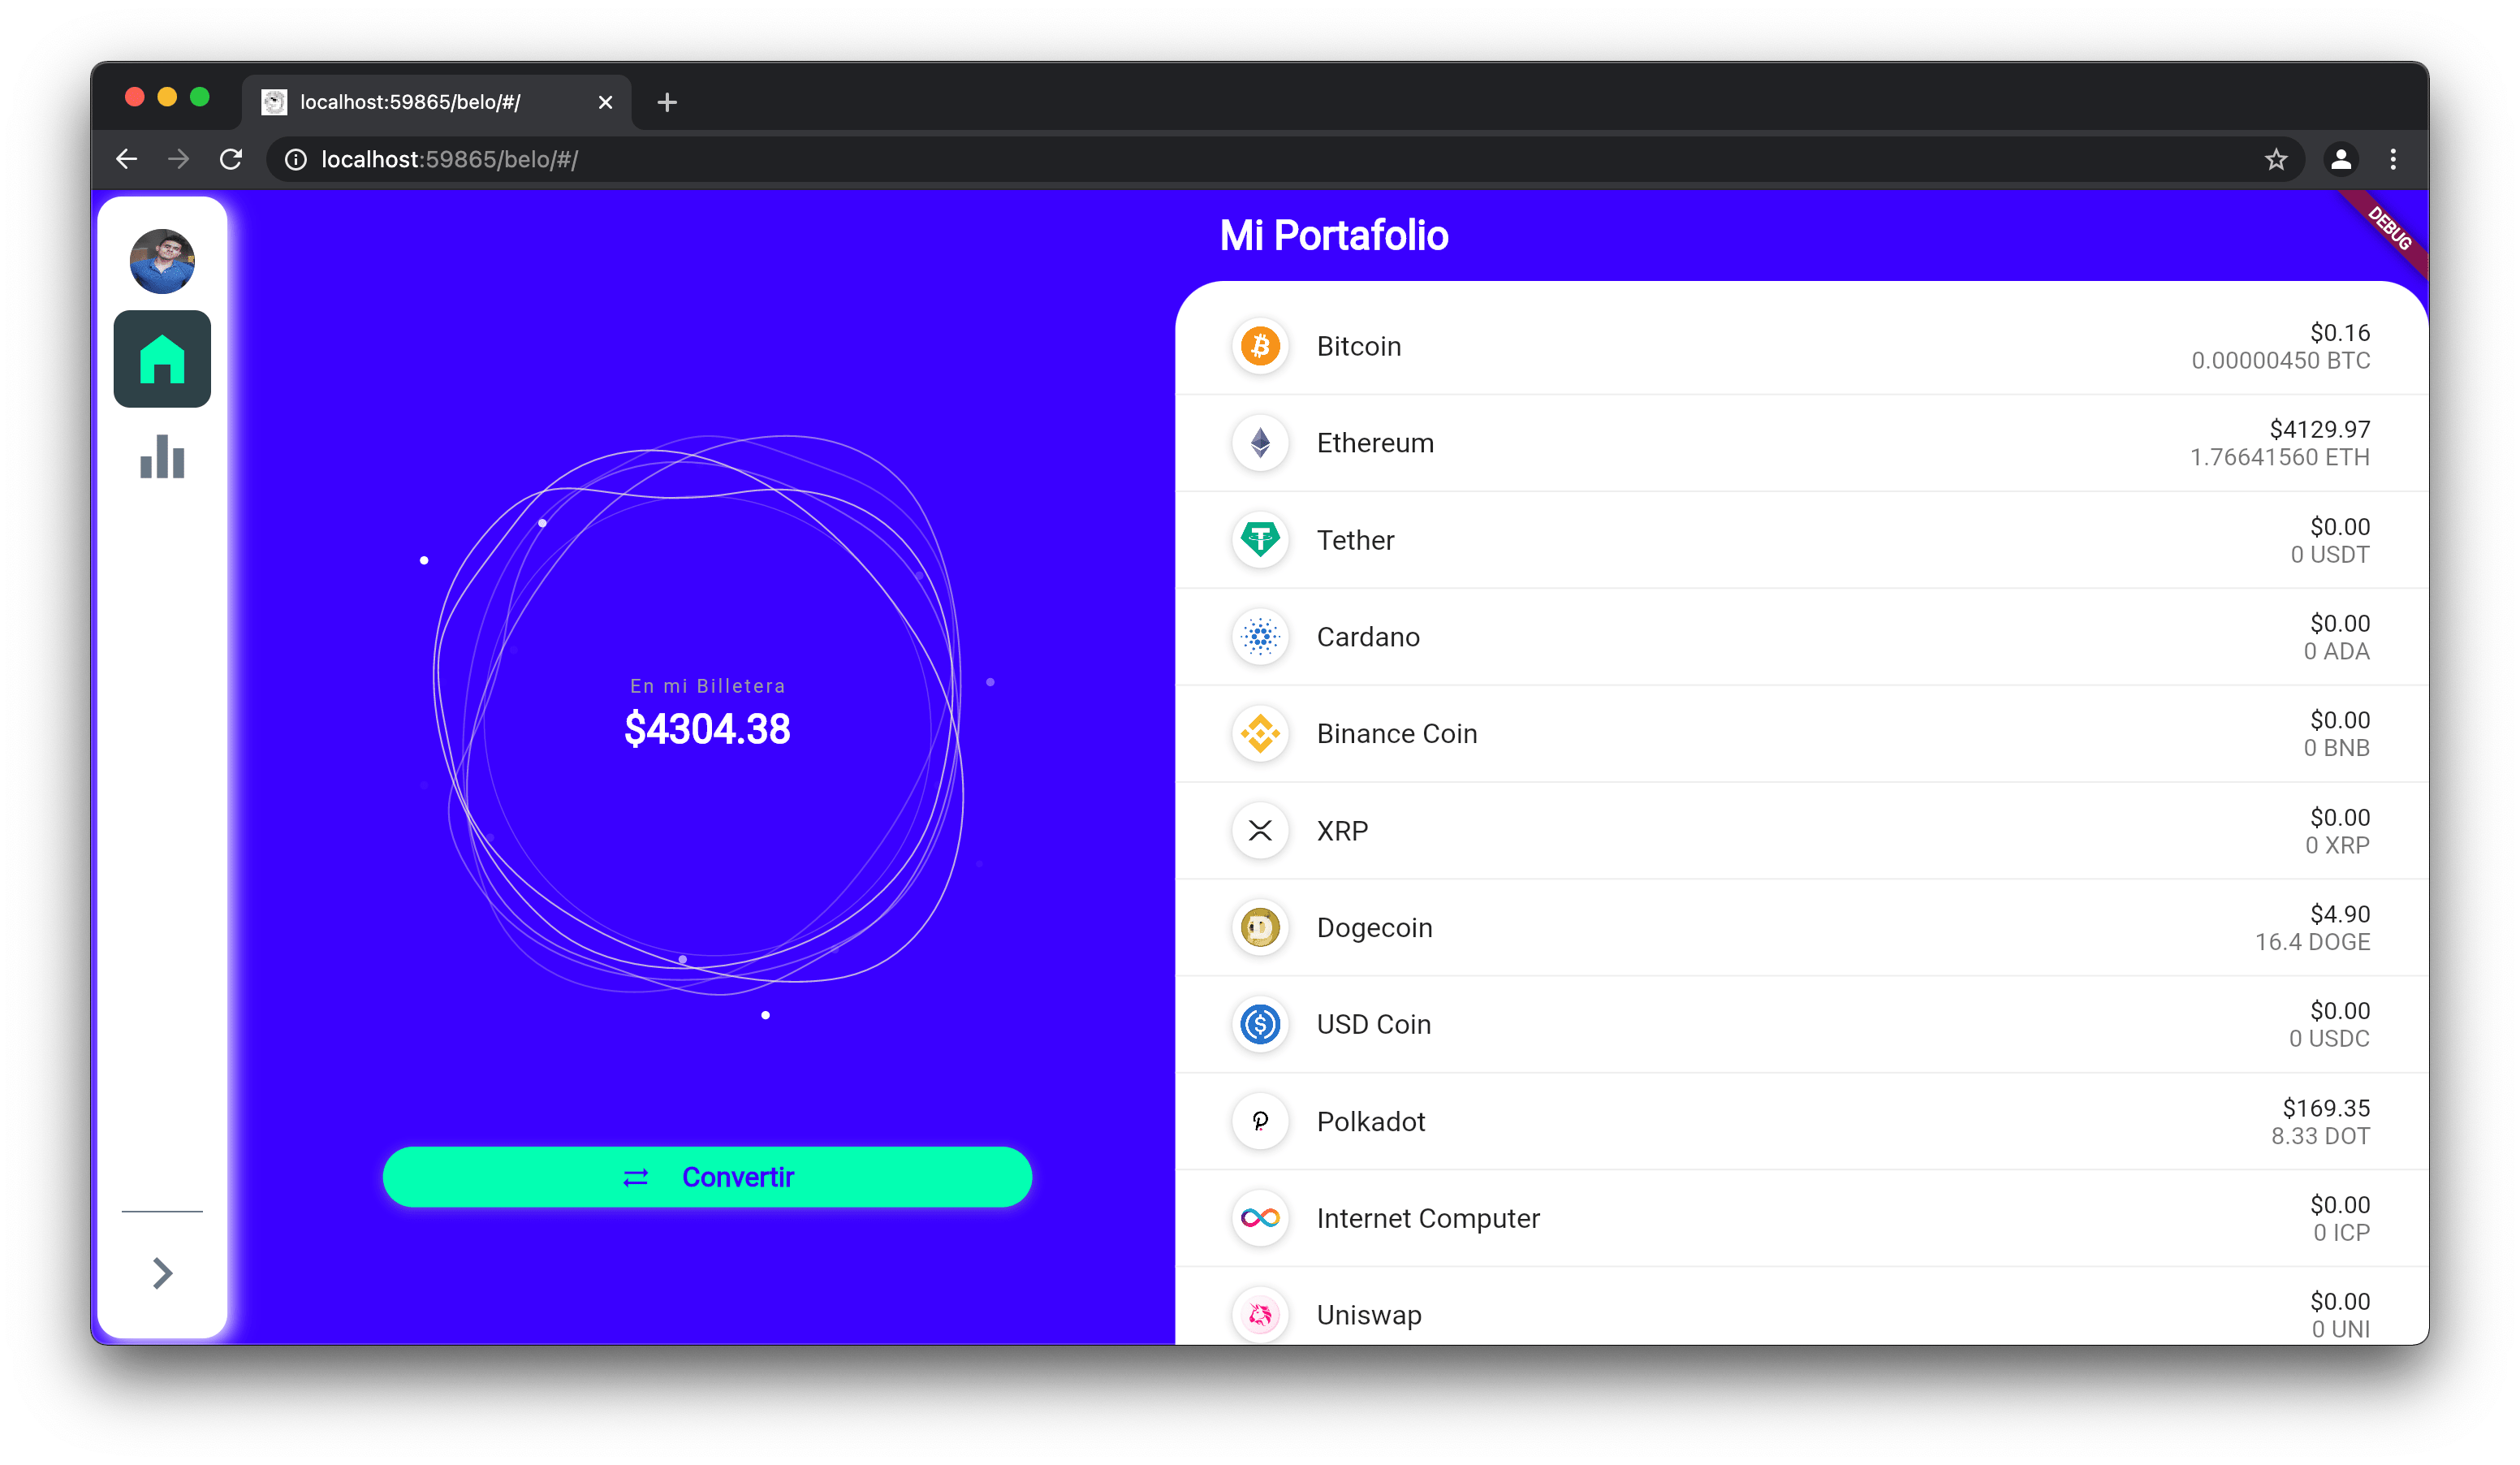 localhost:59865/belo/#/
localhost:59865/belo/#/
DEBUG
Mi Portafolio
En mi Billetera
$4304.38
Convertir
Bitcoin
$0.16
0.00000450 BTC
Ethereum
$4129.97
1.76641560 ETH
Tether
$0.00
0 USDT
Cardano
$0.00
0 ADA
Binance Coin
$0.00
0 BNB
XRP
$0.00
0 XRP
Dogecoin
$4.90
16.4 DOGE
USD Coin
$0.00
0 USDC
Polkadot
$169.35
8.33 DOT
Internet Computer
$0.00
0 ICP
Uniswap
$0.00
0 UNI